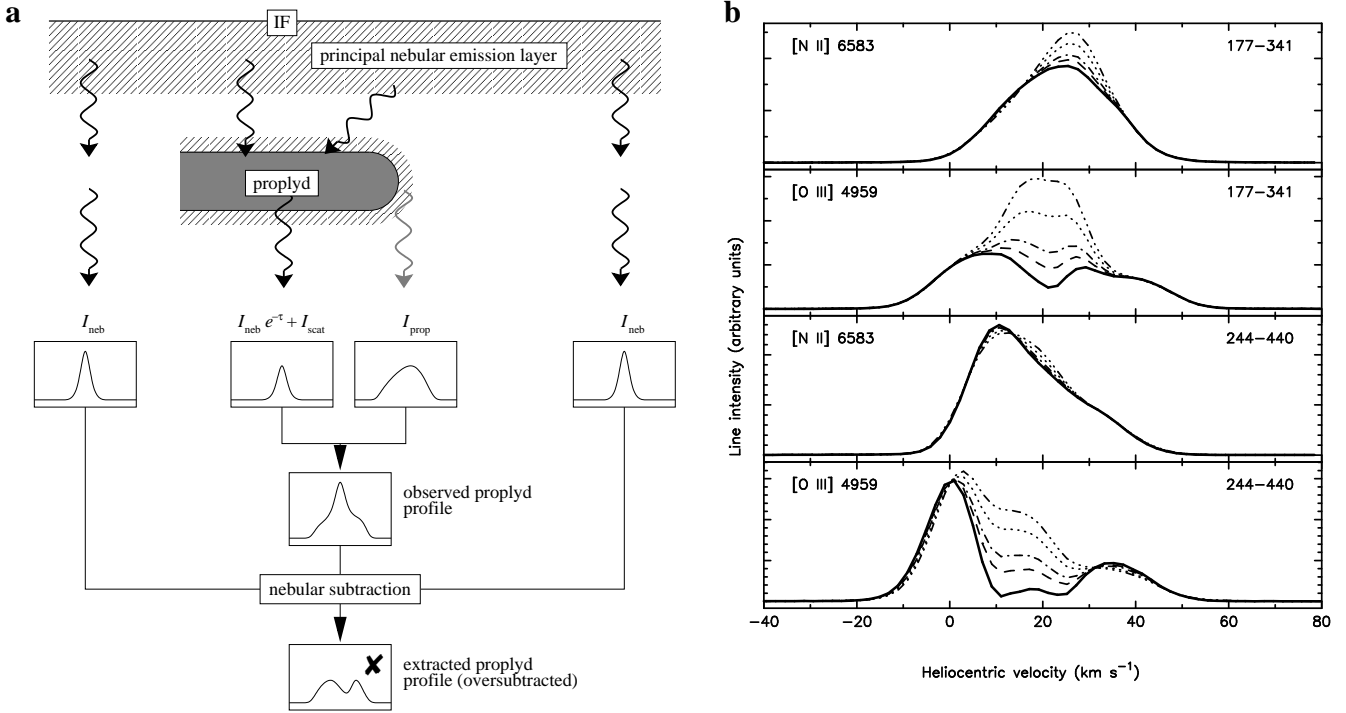 a
IF
principal nebular emission layer
proplyd
I_neb
I_neb e^−τ + I_scat
I_prop
I_neb
observed proplyd
profile
nebular subtraction
✘
extracted proplyd
profile (oversubtracted)
b
[N II] 6583
177−341
[O III] 4959
177−341
[N II] 6583
244−440
[O III] 4959
244−440
Line intensity (arbitrary units)
−40
−20
0
20
40
60
80
Heliocentric velocity (km s⁻¹)